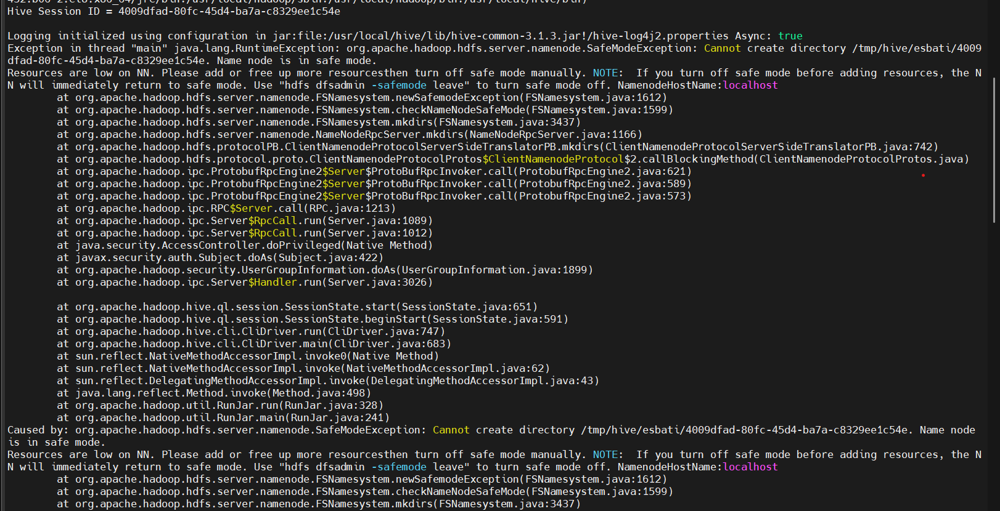 Hive Session ID = 4009dfad-80fc-45d4-ba7a-c8329ee1c54e
Logging initialized using configuration in jar:file:/usr/local/hive/lib/hive-common-3.1.3.jar!/hive-log4j2.properties Async: true
Exception in thread "main" java.lang.RuntimeException: org.apache.hadoop.hdfs.server.namenode.SafeModeException: Cannot create directory /tmp/hive/esbati/4009
dfad-80fc-45d4-ba7a-c8329ee1c54e. Name node is in safe mode.
Resources are low on NN. Please add or free up more resourcesthen turn off safe mode manually. NOTE:  If you turn off safe mode before adding resources, the N
N will immediately return to safe mode. Use "hdfs dfsadmin -safemode leave" to turn safe mode off. NamenodeHostName:localhost
at org.apache.hadoop.hdfs.server.namenode.FSNamesystem.newSafemodeException(FSNamesystem.java:1612)
at org.apache.hadoop.hdfs.server.namenode.FSNamesystem.checkNameNodeSafeMode(FSNamesystem.java:1599)
at org.apache.hadoop.hdfs.server.namenode.FSNamesystem.mkdirs(FSNamesystem.java:3437)
at org.apache.hadoop.hdfs.server.namenode.NameNodeRpcServer.mkdirs(NameNodeRpcServer.java:1166)
at org.apache.hadoop.hdfs.protocolPB.ClientNamenodeProtocolServerSideTranslatorPB.mkdirs(ClientNamenodeProtocolServerSideTranslatorPB.java:742)
at org.apache.hadoop.hdfs.protocol.proto.ClientNamenodeProtocolProtos$ClientNamenodeProtocol$2.callBlockingMethod(ClientNamenodeProtocolProtos.java)
at org.apache.hadoop.ipc.ProtobufRpcEngine2$Server$ProtoBufRpcInvoker.call(ProtobufRpcEngine2.java:621)
at org.apache.hadoop.ipc.ProtobufRpcEngine2$Server$ProtoBufRpcInvoker.call(ProtobufRpcEngine2.java:589)
at org.apache.hadoop.ipc.ProtobufRpcEngine2$Server$ProtoBufRpcInvoker.call(ProtobufRpcEngine2.java:573)
at org.apache.hadoop.ipc.RPC$Server.call(RPC.java:1213)
at org.apache.hadoop.ipc.Server$RpcCall.run(Server.java:1089)
at org.apache.hadoop.ipc.Server$RpcCall.run(Server.java:1012)
at java.security.AccessController.doPrivileged(Native Method)
at javax.security.auth.Subject.doAs(Subject.java:422)
at org.apache.hadoop.security.UserGroupInformation.doAs(UserGroupInformation.java:1899)
at org.apache.hadoop.ipc.Server$Handler.run(Server.java:3026)
at org.apache.hadoop.hive.ql.session.SessionState.start(SessionState.java:651)
at org.apache.hadoop.hive.ql.session.SessionState.beginStart(SessionState.java:591)
at org.apache.hadoop.hive.cli.CliDriver.run(CliDriver.java:747)
at org.apache.hadoop.hive.cli.CliDriver.main(CliDriver.java:683)
at sun.reflect.NativeMethodAccessorImpl.invoke0(Native Method)
at sun.reflect.NativeMethodAccessorImpl.invoke(NativeMethodAccessorImpl.java:62)
at sun.reflect.DelegatingMethodAccessorImpl.invoke(DelegatingMethodAccessorImpl.java:43)
at java.lang.reflect.Method.invoke(Method.java:498)
at org.apache.hadoop.util.RunJar.run(RunJar.java:328)
at org.apache.hadoop.util.RunJar.main(RunJar.java:241)
Caused by: org.apache.hadoop.hdfs.server.namenode.SafeModeException: Cannot create directory /tmp/hive/esbati/4009dfad-80fc-45d4-ba7a-c8329ee1c54e. Name node
is in safe mode.
Resources are low on NN. Please add or free up more resourcesthen turn off safe mode manually. NOTE:  If you turn off safe mode before adding resources, the N
N will immediately return to safe mode. Use "hdfs dfsadmin -safemode leave" to turn safe mode off. NamenodeHostName:localhost
at org.apache.hadoop.hdfs.server.namenode.FSNamesystem.newSafemodeException(FSNamesystem.java:1612)
at org.apache.hadoop.hdfs.server.namenode.FSNamesystem.checkNameNodeSafeMode(FSNamesystem.java:1599)
at org.apache.hadoop.hdfs.server.namenode.FSNamesystem.mkdirs(FSNamesystem.java:3437)